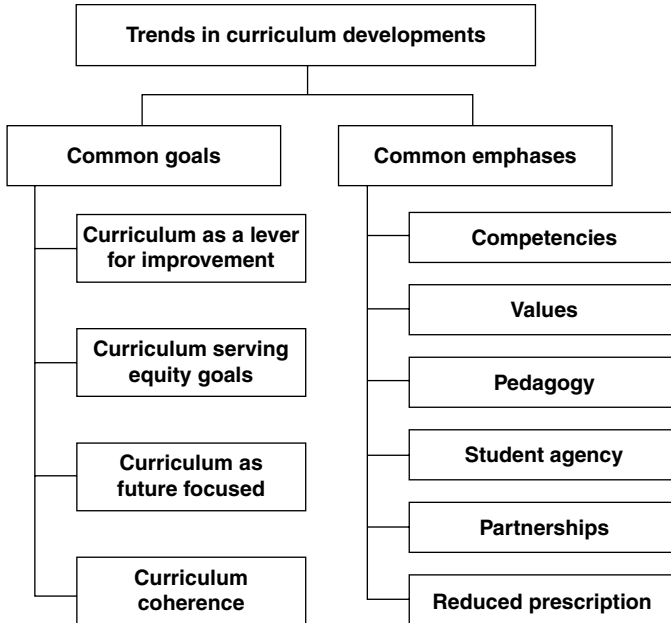 Trends in curriculum developments
Common goals
Curriculum as a lever
for improvement
Curriculum serving
equity goals
Curriculum as
future focused
Curriculum
coherence
Common emphases
Competencies
Values
Pedagogy
Student agency
Partnerships
Reduced prescription